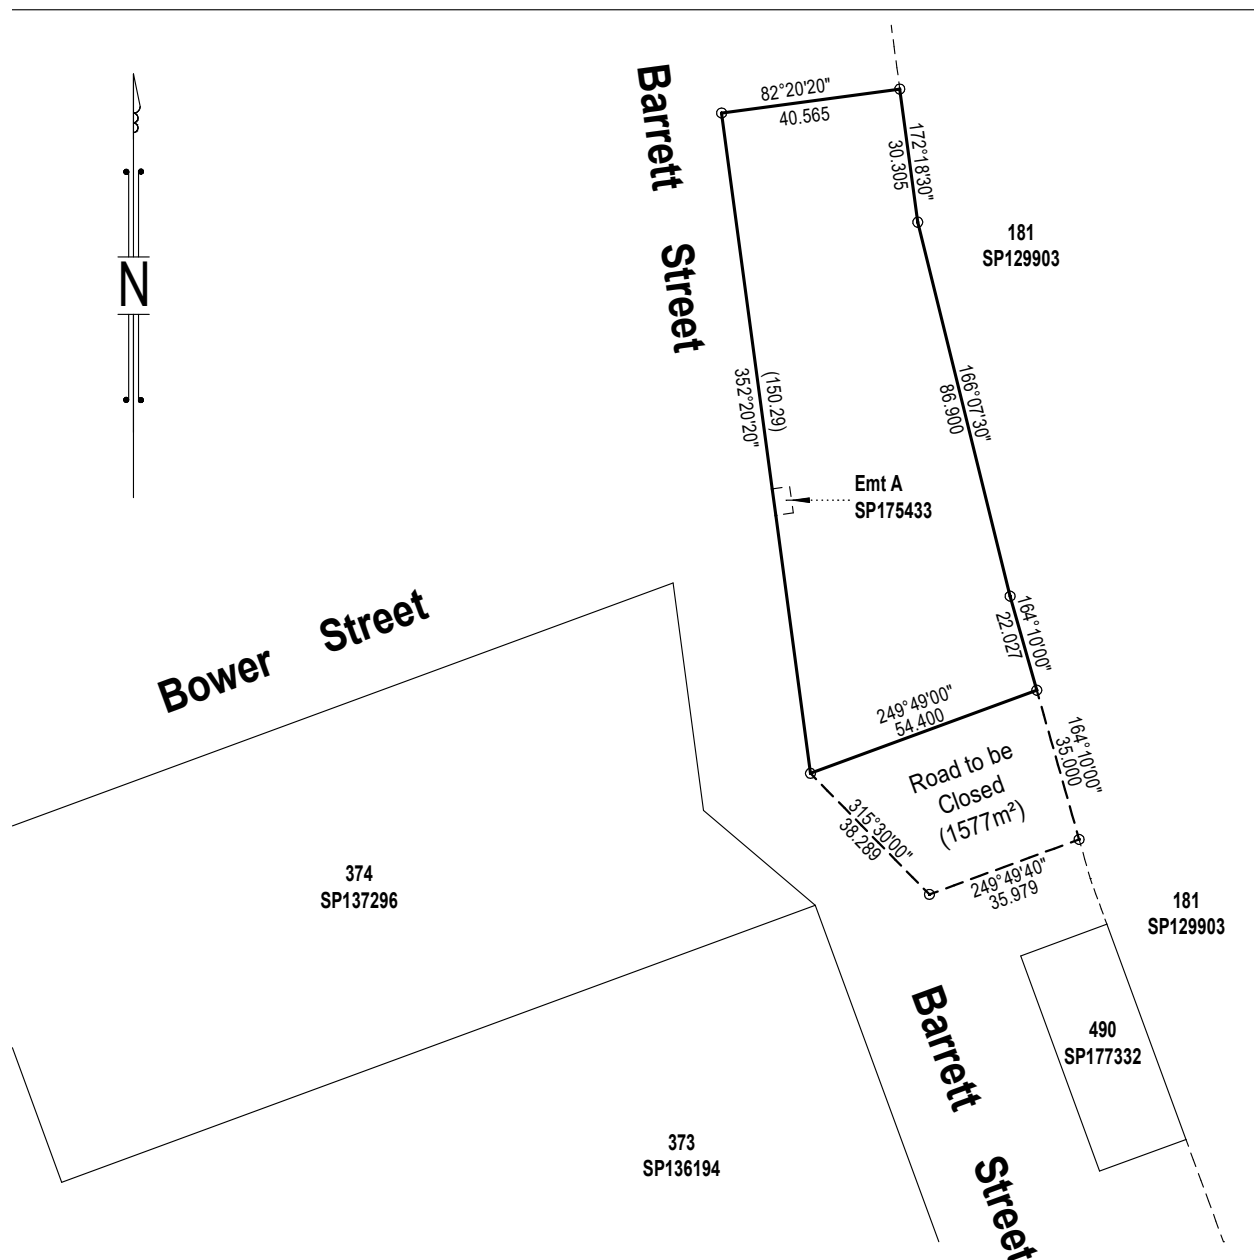 Barrett Street
82°20'20"
40.565
172°18'30"
30.305
181
SP129903
N
352°20'20"
(150.29)
166°07'30"
86.900
Emt A
SP175433
Bower Street
164°10'00"
22.027
249°49'00"
54.400
Road to be
Closed
(1577m²)
164°10'00"
35.000
315°30'00"
38.289
249°49'40"
35.979
374
SP137296
181
SP129903
Barrett Street
490
SP177332
373
SP136194